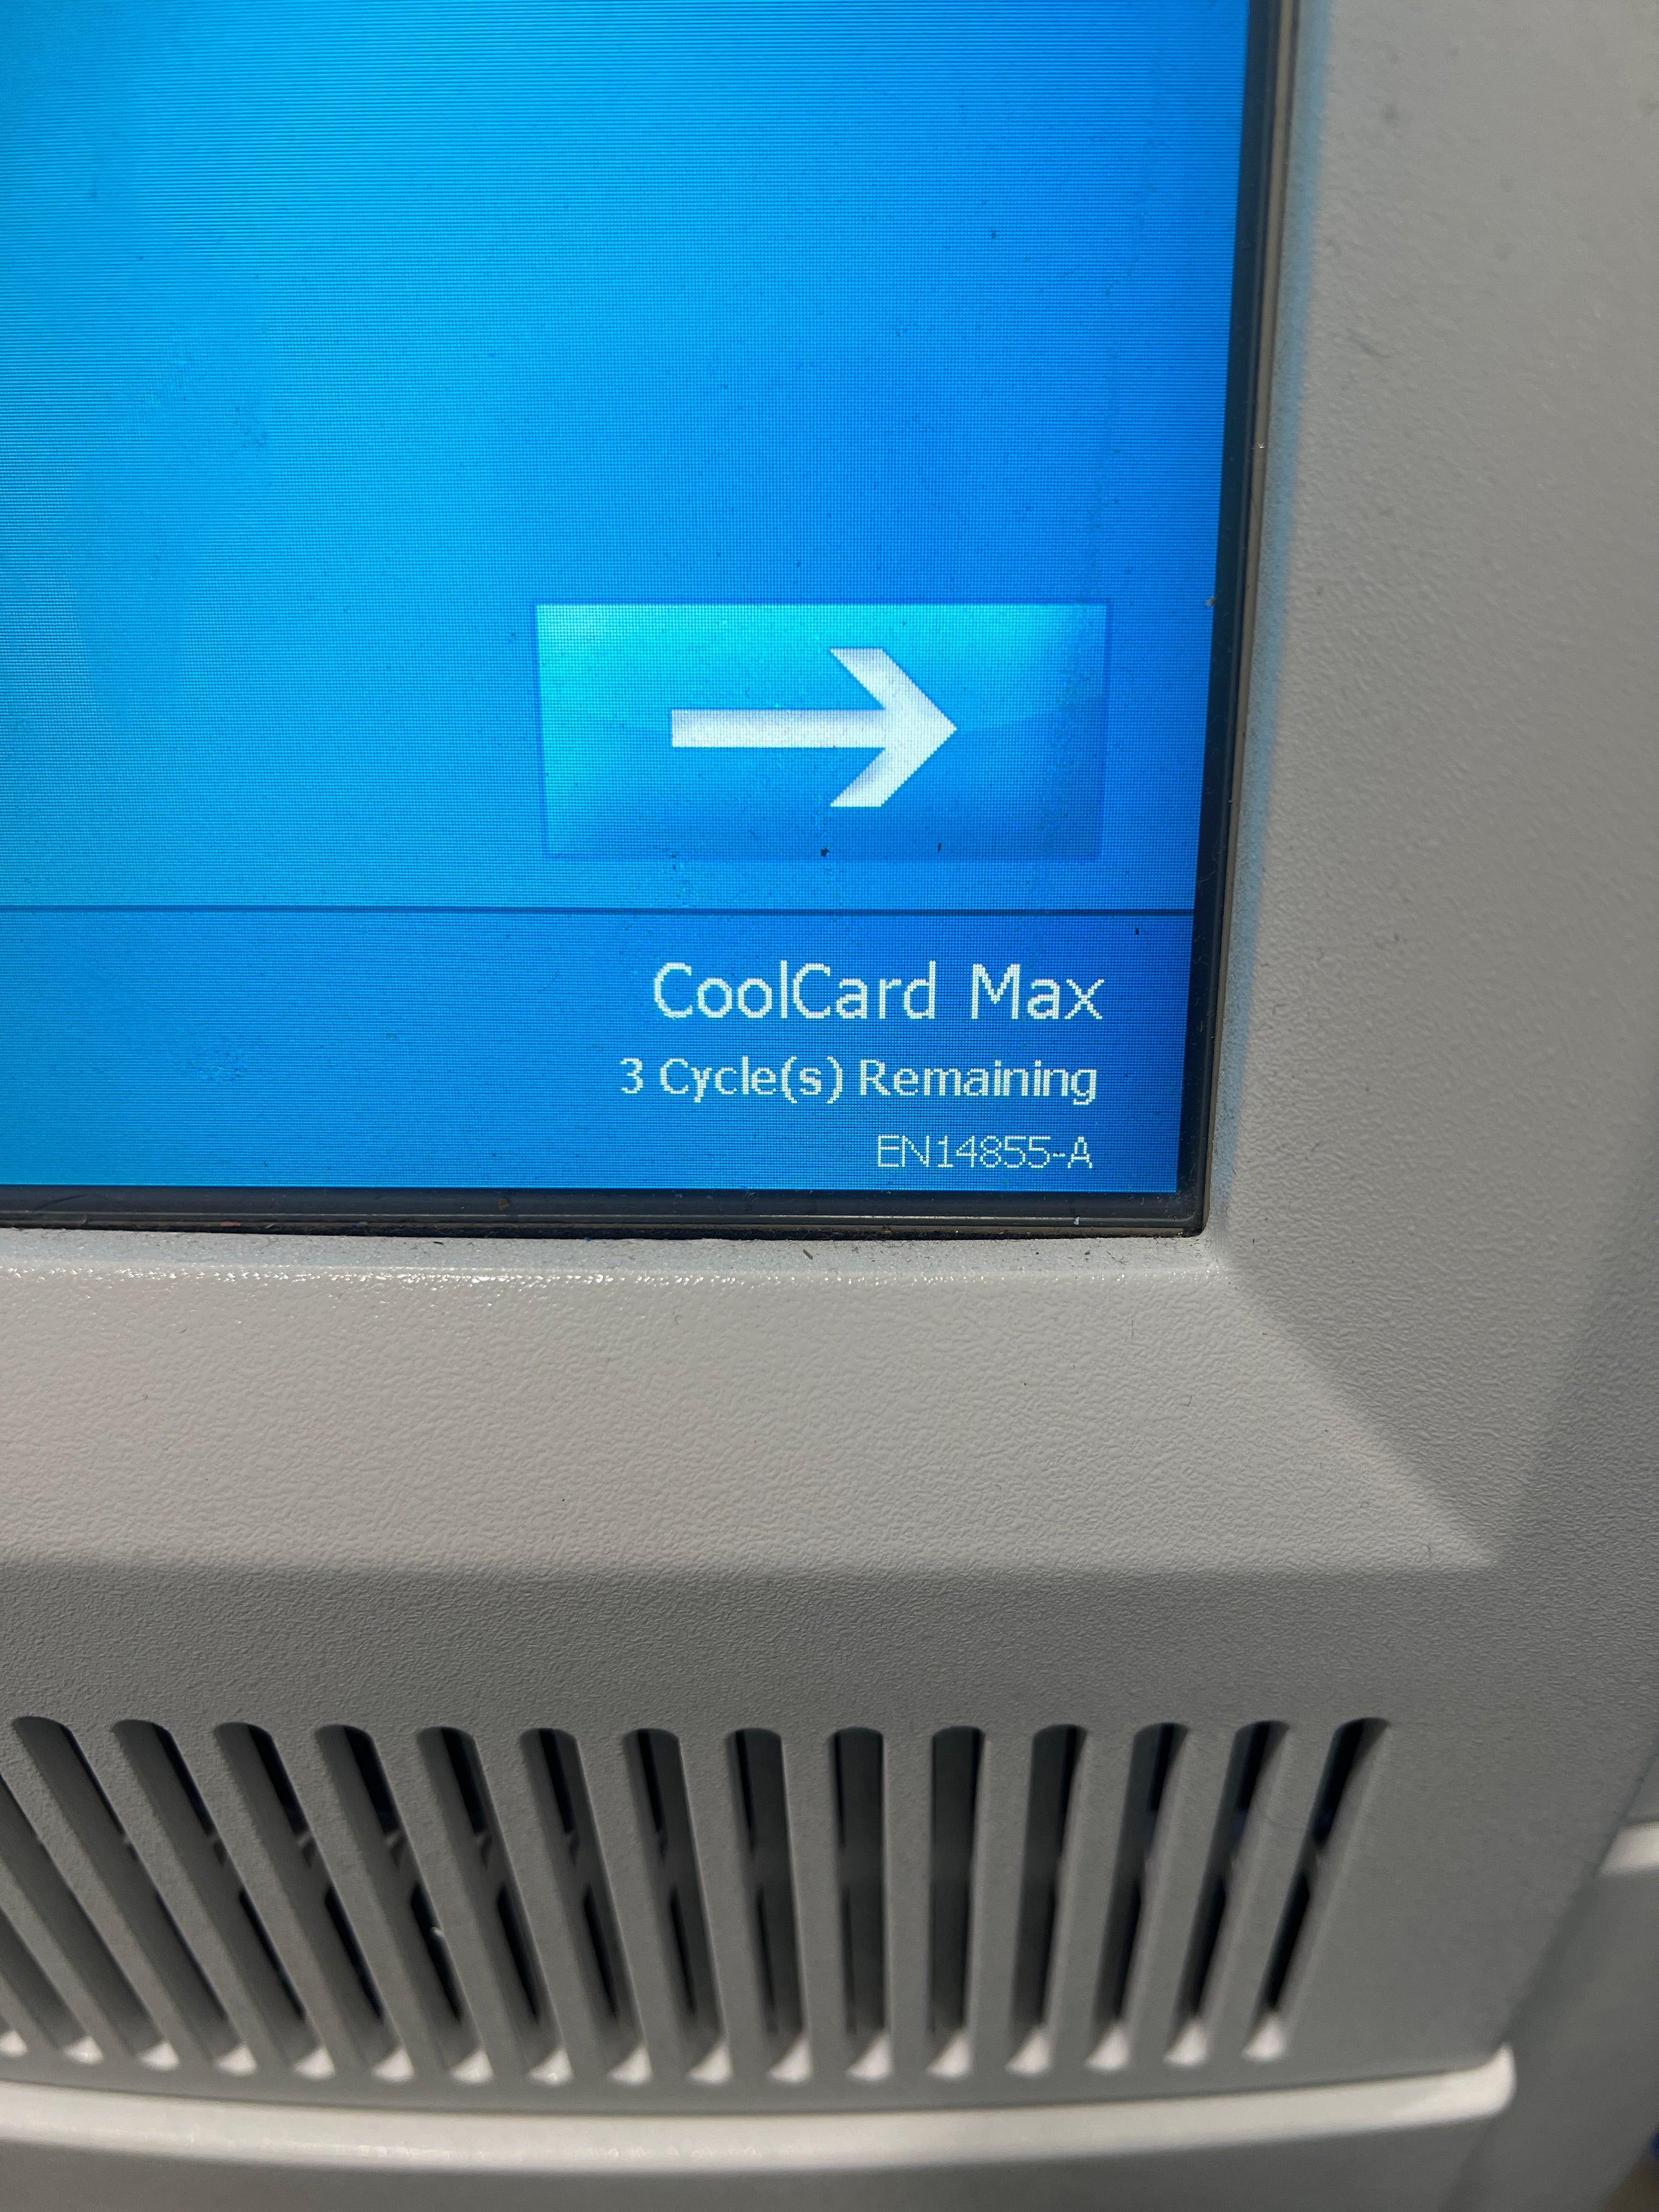 CoolCard Max
3 Cycle(s) Remaining
EN14855-A